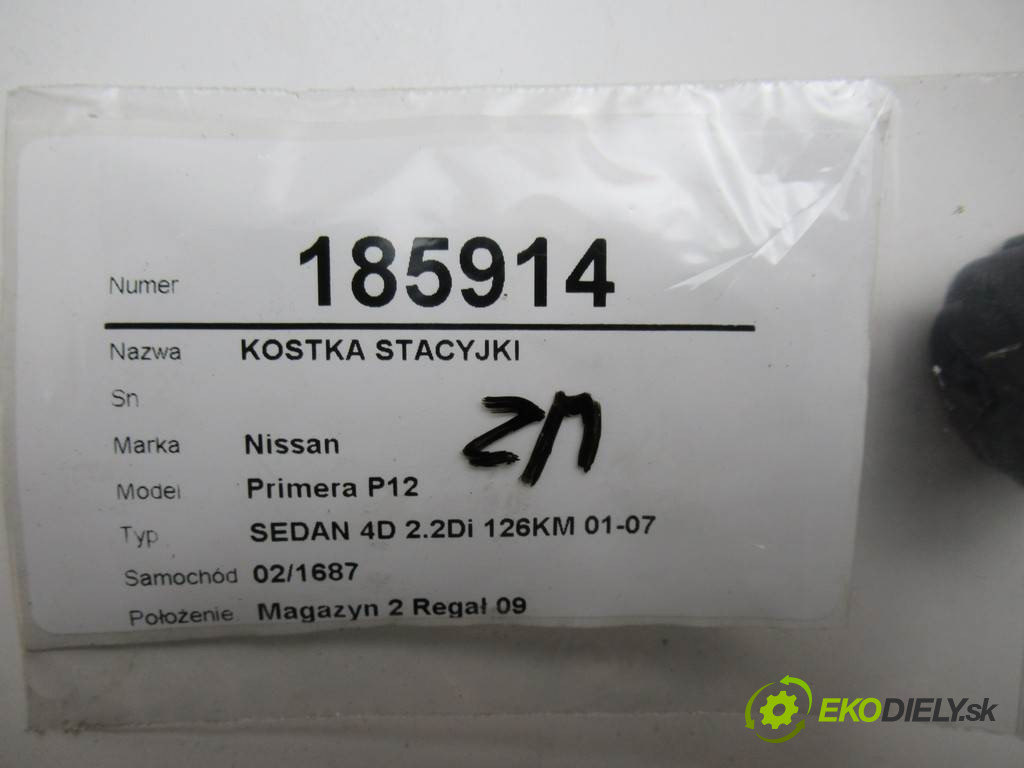 Numer 185914
Nazwa KOSTKA STACYJKI
Sn
Marka Nissan
Model Primera P12
Typ SEDAN 4D 2.2Di 126KM 01-07
Samochód 02/1687
Położenie Magazyn 2 Regał 09
EKODIELY.sk